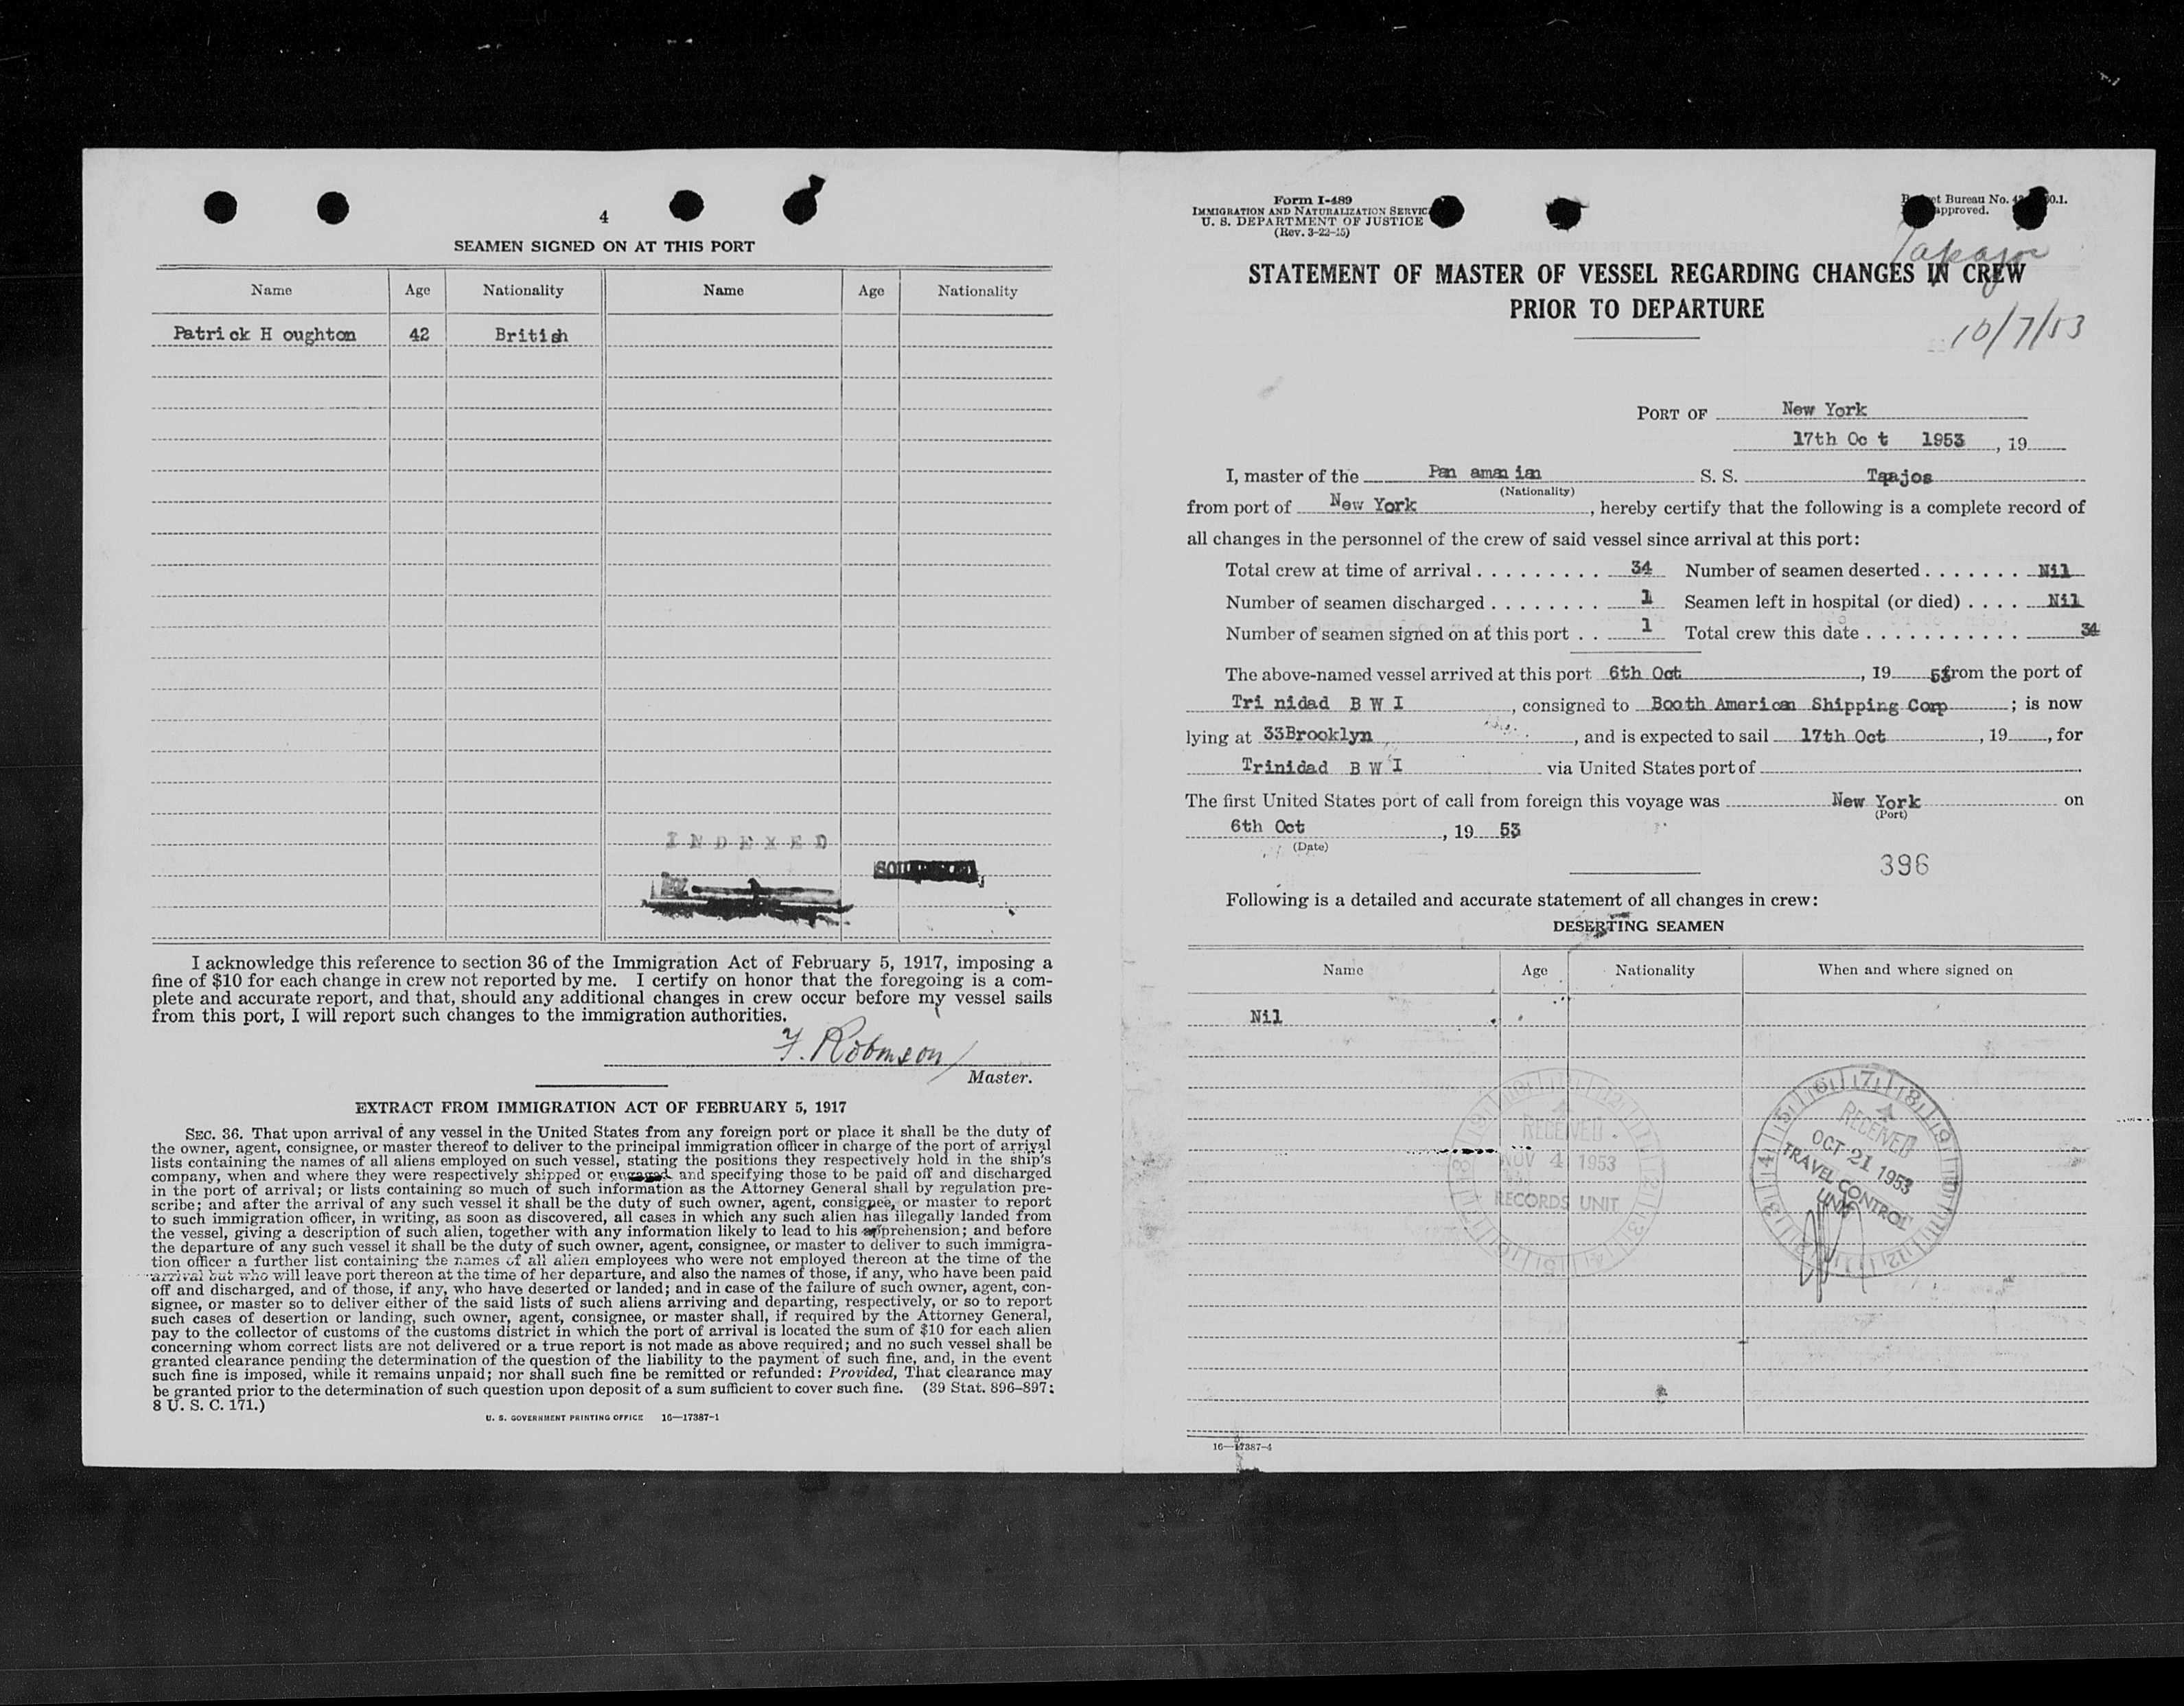 4
SEAMEN SIGNED ON AT THIS PORT
Name Age Nationality Name Age Nationality
Patrick H oughton 42 British
INDEXED
I acknowledge this reference to section 36 of the Immigration Act of February 5, 1917, imposing a
fine of $10 for each change in crew not reported by me. I certify on honor that the foregoing is a com-
plete and accurate report, and that, should any additional changes in crew occur before my vessel sails
from this port, I will report such changes to the immigration authorities.
F. Robinson
Master.
EXTRACT FROM IMMIGRATION ACT OF FEBRUARY 5, 1917
SEC. 36. That upon arrival of any vessel in the United States from any foreign port or place it shall be the duty of
the owner, agent, consignee, or master thereof to deliver to the principal immigration officer in charge of the port of arrival
lists containing the names of all aliens employed on such vessel, stating the positions they respectively hold in the ship's
company, when and where they were respectively shipped or engaged, and specifying those to be paid off and discharged
in the port of arrival; or lists containing so much of such information as the Attorney General shall by regulation pre-
scribe; and after the arrival of any such vessel it shall be the duty of such owner, agent, consignee, or master to report
to such immigration officer, in writing, as soon as discovered, all cases in which any such alien has illegally landed from
the vessel, giving a description of such alien, together with any information likely to lead to his apprehension; and before
the departure of any such vessel it shall be the duty of such owner, agent, consignee, or master to deliver to such immigra-
tion officer a further list containing the names of all alien employees who were not employed thereon at the time of the
arrival but who will leave port thereon at the time of her departure, and also the names of those, if any, who have been paid
off and discharged, and of those, if any, who have deserted or landed; and in case of the failure of such owner, agent, con-
signee, or master so to deliver either of the said lists of such aliens arriving and departing, respectively, or so to report
such cases of desertion or landing, such owner, agent, consignee, or master shall, if required by the Attorney General,
pay to the collector of customs of the customs district in which the port of arrival is located the sum of $10 for each alien
concerning whom correct lists are not delivered or a true report is not made as above required; and no such vessel shall be
granted clearance pending the determination of the question of the liability to the payment of such fine, and, in the event
such fine is imposed, while it remains unpaid; nor shall such fine be remitted or refunded: Provided, That clearance may
be granted prior to the determination of such question upon deposit of a sum sufficient to cover such fine. (39 Stat. 896–897;
8 U. S. C. 171.)
U. S. GOVERNMENT PRINTING OFFICE 16—17387-1
Form I-489
IMMIGRATION AND NATURALIZATION SERVIC
U. S. DEPARTMENT OF JUSTICE
(Rev. 3-22-45)
et Bureau No. 0.1.
approved.
Tapajos
STATEMENT OF MASTER OF VESSEL REGARDING CHANGES IN CREW
PRIOR TO DEPARTURE
10/7/53
PORT OF New York
17th Oc t 1953, 19
I, master of the Pan aman ian S. S. Tapajos
(Nationality)
from port of New York, hereby certify that the following is a complete record of
all changes in the personnel of the crew of said vessel since arrival at this port:
Total crew at time of arrival . . . . . . . . . 34 Number of seamen deserted . . . . . . . Nil
Number of seamen discharged . . . . . . . . 1 Seamen left in hospital (or died) . . . . Nil
Number of seamen signed on at this port . . 1 Total crew this date . . . . . . . . . . . . 34
The above-named vessel arrived at this port 6th Oct, 19 53 from the port of
Tri nidad B W I, consigned to Booth American Shipping Corp; is now
lying at 33Brooklyn, and is expected to sail 17th Oct, 19, for
Trinidad B W I via United States port of
The first United States port of call from foreign this voyage was New York on
(Port)
6th Oct, 19 53
(Date)
396
Following is a detailed and accurate statement of all changes in crew:
DESERTING SEAMEN
Name Age Nationality When and where signed on
Nil
RECEIVED
NOV 4 1953
RECORDS UNIT
RECEIVED
OCT 21 1953
TRAVEL CONTROL
UNIT
16—17387-4